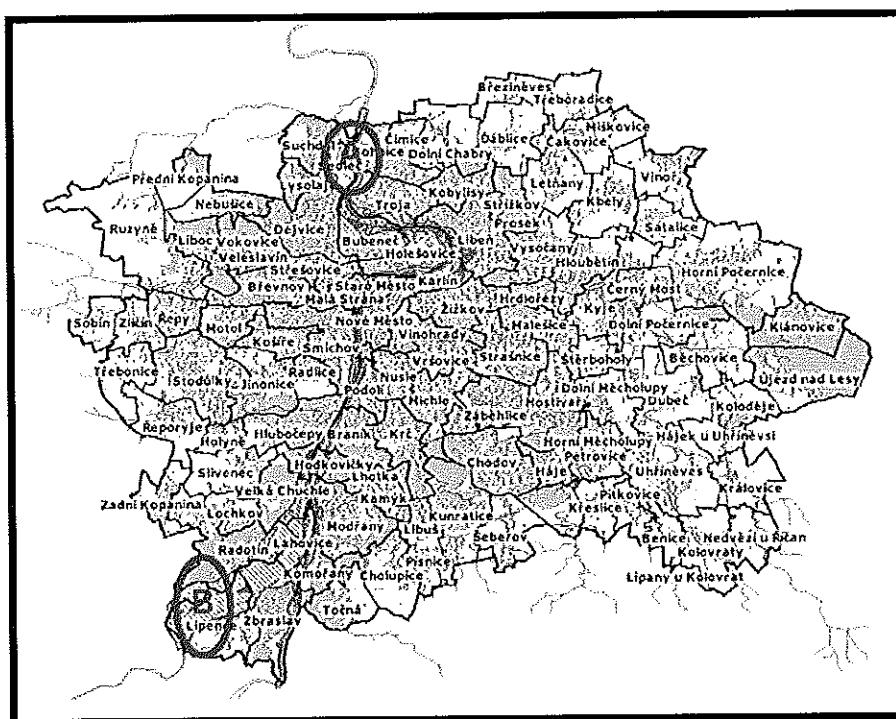 Březiněves
Třeboradice
Miškovice
Čakovice
Ďáblice
Čimice
Dolní Chabry
Suchdol
A
Sedlec
Vinoř
Letňany
Kbely
Přední Kopanina
Nebušice
Lysolaje
Troja
Kobylisy
Střížkov
Prosek
Satalice
Ruzyně
Liboc
Vokovice
Veleslavín
Dejvice
Bubeneč
Holešovice
Libeň
Vysočany
Hloubětín
Horní Počernice
Střešovice
Břevnov
Staré Město
Malá Strana
Karlín
Hrdlořezy
Černý Most
Sobín
Zličín
Řepy
Motol
Košíře
Nové Město
Žižkov
Malešice
Kyje
Dolní Počernice
Klánovice
Smíchov
Vinohrady
Vršovice
Strašnice
Štěrboholy
Běchovice
Třebonice
Stodůlky
Jinonice
Radlice
Podolí
Nusle
Michle
Záběhlice
Hostivař
Dolní Měcholupy
Dubeč
Koloděje
Újezd nad Lesy
Řeporyje
Holyně
Hlubočepy
Braník
Krč
Horní Měcholupy
Petrovice
Hájek u Uhříněvsi
Slivenec
Hodkovičky
Lhotka
Chodov
Háje
Uhříněves
Královice
Velká Chuchle
Kamýk
Zadní Kopanina
Lochkov
Modřany
Libuš
Kunratice
Pitkovice
Křeslice
Radotín
Lahovice
Šeberov
Benice
Nedvězí u Říčan
Kolovraty
Komořany
Cholupice
Písnice
Lipany u Kolovrat
B
Lipence
Zbraslav
Točná